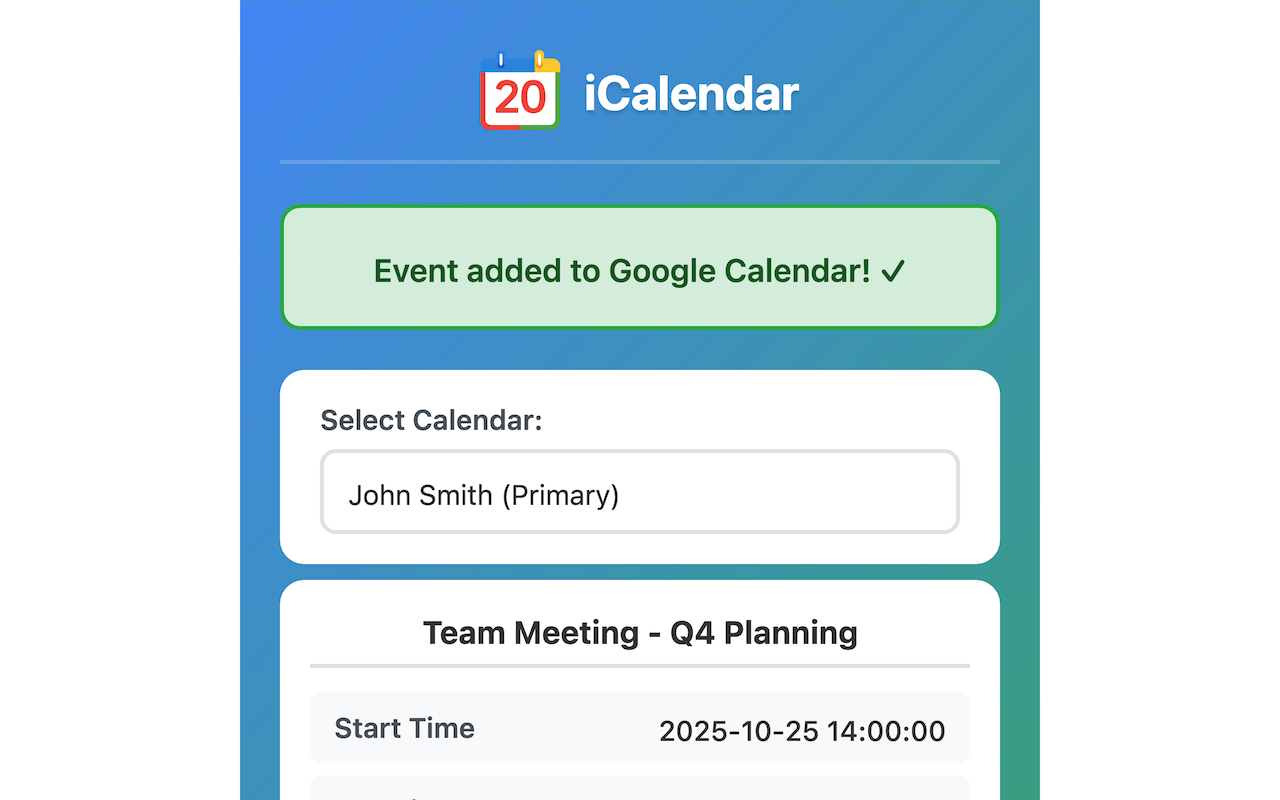 20
iCalendar
Event added to Google Calendar! ✓
Select Calendar:
John Smith (Primary)
Team Meeting - Q4 Planning
Start Time
2025-10-25 14:00:00